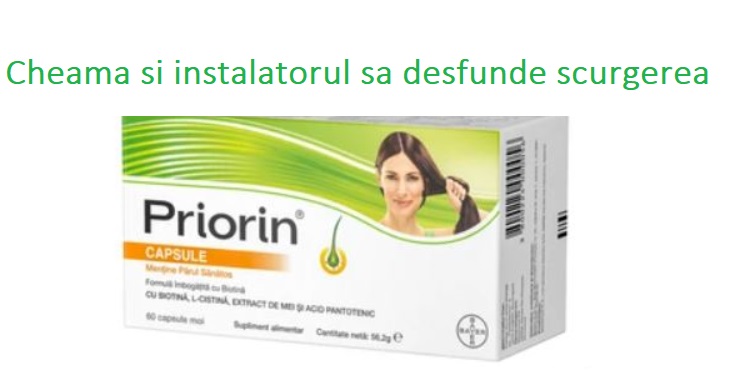 Cheama si instalatorul sa desfunde scurgerea
Priorin®
CAPSULE
Menține Părul Sănătos
Formulă îmbogățită cu Biotină
CU BIOTINĂ, L-CISTINĂ, EXTRACT DE MEI ȘI ACID PANTOTENIC
60 capsule moi Supliment alimentar Cantitate netă: 56,2g ℮
BAYER